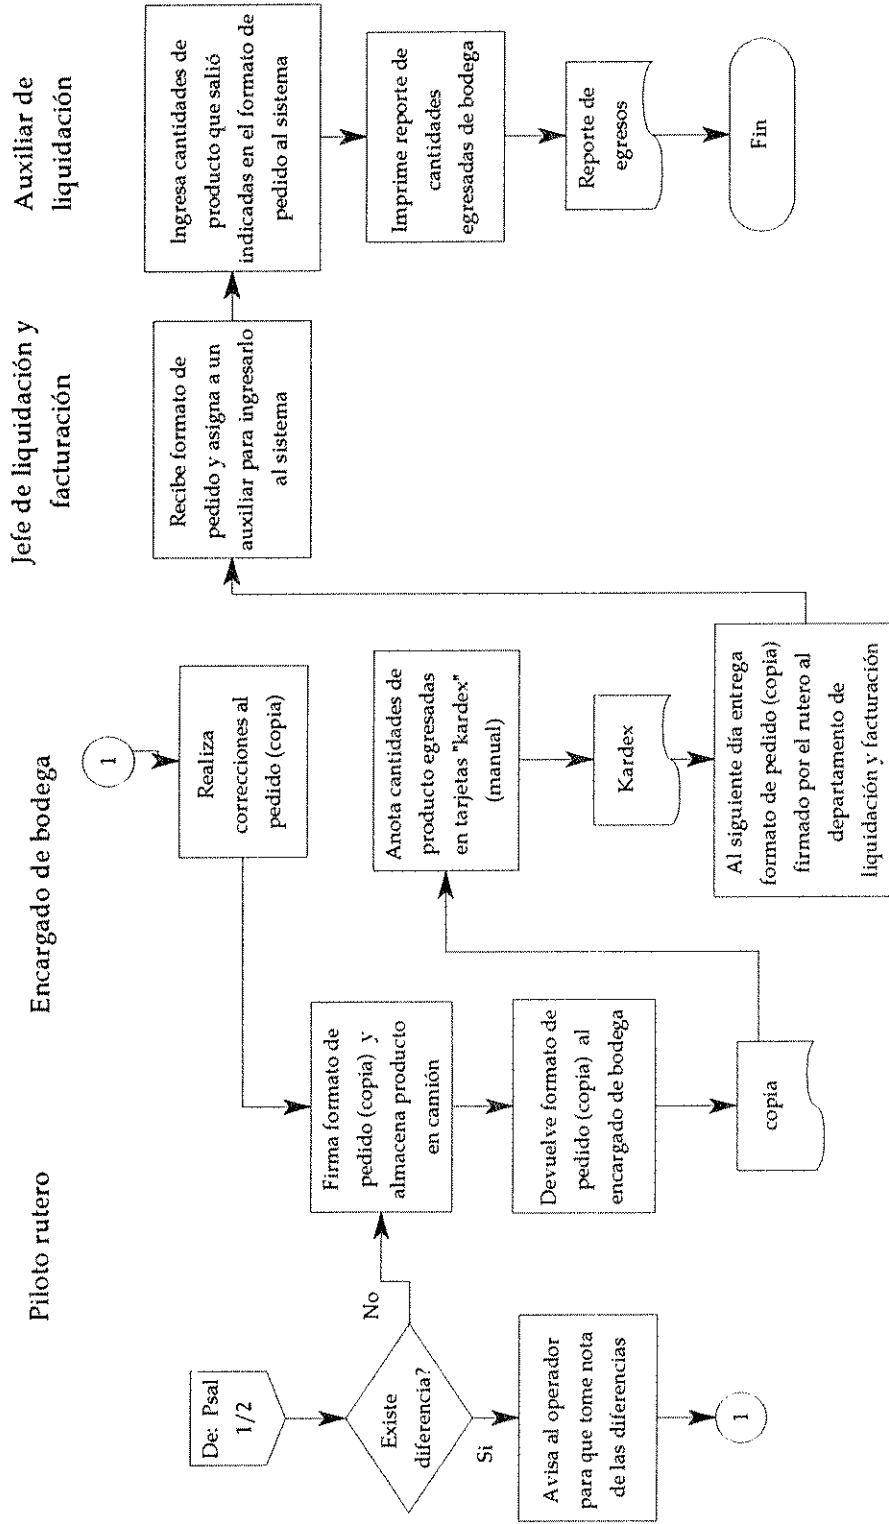 Piloto rutero
De: Psal
1/2
Existe
diferencia?
No
Si
Avisa al operador
para que tome nota
de las diferencias
1
Firma formato de
pedido (copia) y
almacena producto
en camión
Devuelve formato de
pedido (copia) al
encargado de bodega
copia
Encargado de bodega
1
Realiza
correcciones al
pedido (copia)
Anota cantidades de
producto egresadas
en tarjetas "kardex"
(manual)
Kardex
Al siguiente día entrega
formato de pedido (copia)
firmado por el rutero al
departamento de
liquidación y facturación
Jefe de liquidación y
facturación
Recibe formato de
pedido y asigna a un
auxiliar para ingresarlo
al sistema
Auxiliar de
liquidación
Ingresa cantidades de
producto que salió
indicadas en el formato de
pedido al sistema
Imprime reporte de
cantidades
egresadas de bodega
Reporte de
egresos
Fin